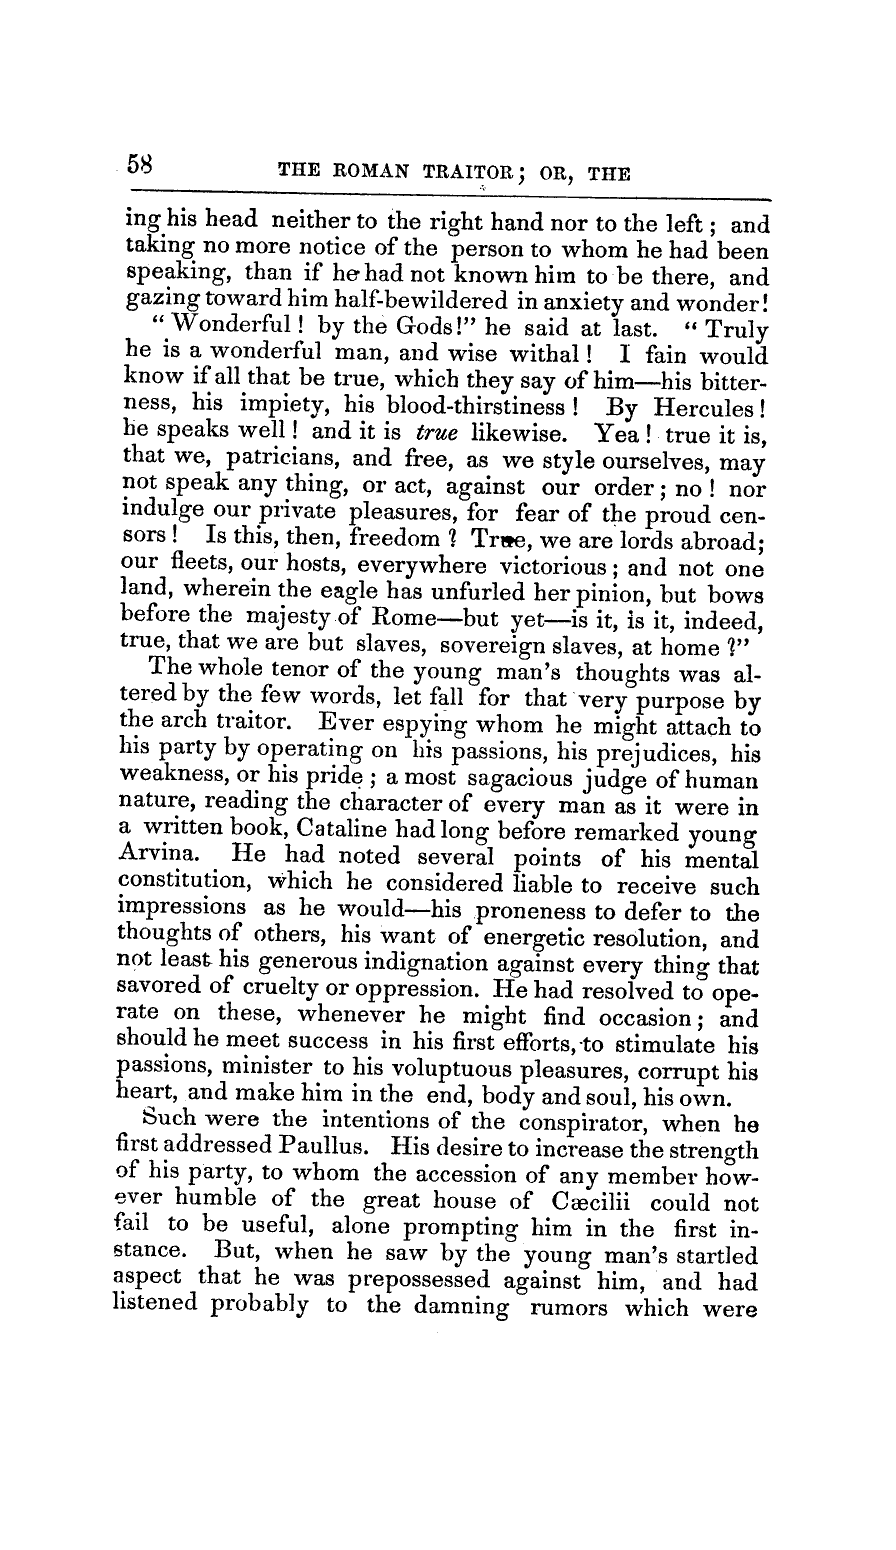 58 THE ROMAN TRAITOR; OR, THE
ing his head neither to the right hand nor to the left; and
taking no more notice of the person to whom he had been
speaking, than if he had not known him to be there, and
gazing toward him half-bewildered in anxiety and wonder!
"Wonderful! by the Gods!" he said at last. "Truly
he is a wonderful man, and wise withal! I fain would
know if all that be true, which they say of him—his bitter-
ness, his impiety, his blood-thirstiness! By Hercules!
he speaks well! and it is true likewise. Yea! true it is,
that we, patricians, and free, as we style ourselves, may
not speak any thing, or act, against our order; no! nor
indulge our private pleasures, for fear of the proud cen-
sors! Is this, then, freedom? True, we are lords abroad;
our fleets, our hosts, everywhere victorious; and not one
land, wherein the eagle has unfurled her pinion, but bows
before the majesty of Rome—but yet—is it, is it, indeed,
true, that we are but slaves, sovereign slaves, at home?"
The whole tenor of the young man's thoughts was al-
tered by the few words, let fall for that very purpose by
the arch traitor. Ever espying whom he might attach to
his party by operating on his passions, his prejudices, his
weakness, or his pride; a most sagacious judge of human
nature, reading the character of every man as it were in
a written book, Cataline had long before remarked young
Arvina. He had noted several points of his mental
constitution, which he considered liable to receive such
impressions as he would—his proneness to defer to the
thoughts of others, his want of energetic resolution, and
not least his generous indignation against every thing that
savored of cruelty or oppression. He had resolved to ope-
rate on these, whenever he might find occasion; and
should he meet success in his first efforts, to stimulate his
passions, minister to his voluptuous pleasures, corrupt his
heart, and make him in the end, body and soul, his own.
Such were the intentions of the conspirator, when he
first addressed Paullus. His desire to increase the strength
of his party, to whom the accession of any member how-
ever humble of the great house of Cæcilii could not
fail to be useful, alone prompting him in the first in-
stance. But, when he saw by the young man's startled
aspect that he was prepossessed against him, and had
listened probably to the damning rumors which were